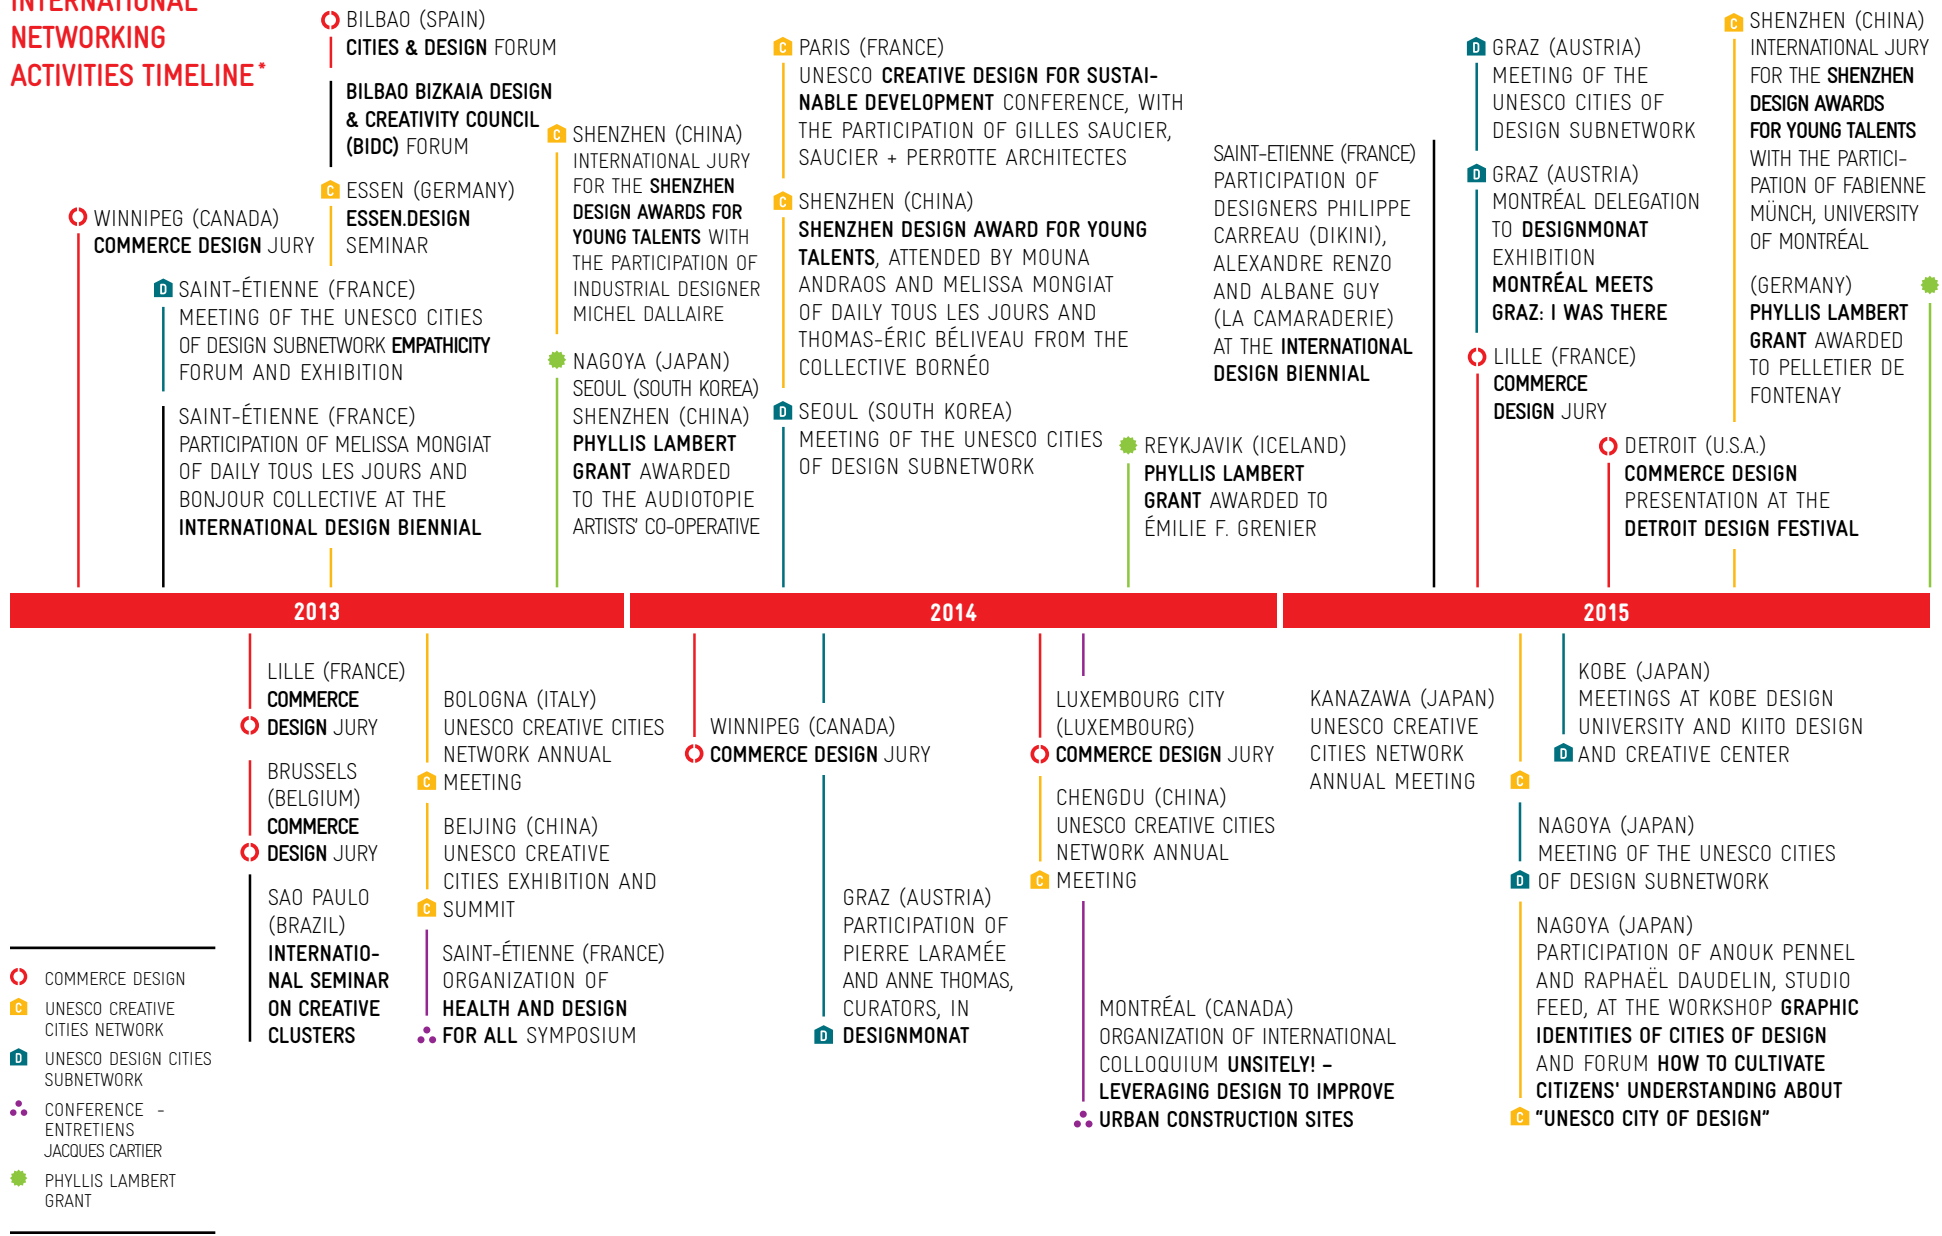 INTERNATIONAL
NETWORKING
ACTIVITIES TIMELINE*
WINNIPEG (CANADA)
COMMERCE DESIGN JURY
SAINT-ÉTIENNE (FRANCE)
MEETING OF THE UNESCO CITIES
OF DESIGN SUBNETWORK EMPATHICITY
FORUM AND EXHIBITION
SAINT-ÉTIENNE (FRANCE)
PARTICIPATION OF MELISSA MONGIAT
OF DAILY TOUS LES JOURS AND
BONJOUR COLLECTIVE AT THE
INTERNATIONAL DESIGN BIENNIAL
BILBAO (SPAIN)
CITIES & DESIGN FORUM
BILBAO BIZKAIA DESIGN
& CREATIVITY COUNCIL
(BIDC) FORUM
C ESSEN (GERMANY)
ESSEN.DESIGN
SEMINAR
C SHENZHEN (CHINA)
INTERNATIONAL JURY
FOR THE SHENZHEN
DESIGN AWARDS FOR
YOUNG TALENTS WITH
THE PARTICIPATION OF
INDUSTRIAL DESIGNER
MICHEL DALLAIRE
NAGOYA (JAPAN)
SEOUL (SOUTH KOREA)
SHENZHEN (CHINA)
PHYLLIS LAMBERT
GRANT AWARDED
TO THE AUDIOTOPIE
ARTISTS' CO-OPERATIVE
C PARIS (FRANCE)
UNESCO CREATIVE DESIGN FOR SUSTAI-
NABLE DEVELOPMENT CONFERENCE, WITH
THE PARTICIPATION OF GILLES SAUCIER,
SAUCIER + PERROTTE ARCHITECTES
C SHENZHEN (CHINA)
SHENZHEN DESIGN AWARD FOR YOUNG
TALENTS, ATTENDED BY MOUNA
ANDRAOS AND MELISSA MONGIAT
OF DAILY TOUS LES JOURS AND
THOMAS-ÉRIC BÉLIVEAU FROM THE
COLLECTIVE BORNÉO
D SEOUL (SOUTH KOREA)
MEETING OF THE UNESCO CITIES
OF DESIGN SUBNETWORK
REYKJAVIK (ICELAND)
PHYLLIS LAMBERT
GRANT AWARDED TO
ÉMILIE F. GRENIER
SAINT-ETIENNE (FRANCE)
PARTICIPATION OF
DESIGNERS PHILIPPE
CARREAU (DIKINI),
ALEXANDRE RENZO
AND ALBANE GUY
(LA CAMARADERIE)
AT THE INTERNATIONAL
DESIGN BIENNIAL
D GRAZ (AUSTRIA)
MEETING OF THE
UNESCO CITIES OF
DESIGN SUBNETWORK
D GRAZ (AUSTRIA)
MONTRÉAL DELEGATION
TO DESIGNMONAT
EXHIBITION
MONTRÉAL MEETS
GRAZ: I WAS THERE
LILLE (FRANCE)
COMMERCE
DESIGN JURY
DETROIT (U.S.A.)
COMMERCE DESIGN
PRESENTATION AT THE
DETROIT DESIGN FESTIVAL
C SHENZHEN (CHINA)
INTERNATIONAL JURY
FOR THE SHENZHEN
DESIGN AWARDS
FOR YOUNG TALENTS
WITH THE PARTICI-
PATION OF FABIENNE
MÜNCH, UNIVERSITY
OF MONTRÉAL
(GERMANY)
PHYLLIS LAMBERT
GRANT AWARDED
TO PELLETIER DE
FONTENAY
2013
2014
2015
LILLE (FRANCE)
COMMERCE
DESIGN JURY
BRUSSELS
(BELGIUM)
COMMERCE
DESIGN JURY
SAO PAULO
(BRAZIL)
INTERNATIO-
NAL SEMINAR
ON CREATIVE
CLUSTERS
BOLOGNA (ITALY)
UNESCO CREATIVE CITIES
NETWORK ANNUAL
C MEETING
BEIJING (CHINA)
UNESCO CREATIVE
CITIES EXHIBITION AND
C SUMMIT
SAINT-ÉTIENNE (FRANCE)
ORGANIZATION OF
HEALTH AND DESIGN
FOR ALL SYMPOSIUM
WINNIPEG (CANADA)
COMMERCE DESIGN JURY
GRAZ (AUSTRIA)
PARTICIPATION OF
PIERRE LARAMÉE
AND ANNE THOMAS,
CURATORS, IN
D DESIGNMONAT
LUXEMBOURG CITY
(LUXEMBOURG)
COMMERCE DESIGN JURY
CHENGDU (CHINA)
UNESCO CREATIVE CITIES
NETWORK ANNUAL
C MEETING
MONTRÉAL (CANADA)
ORGANIZATION OF INTERNATIONAL
COLLOQUIUM UNSITELY! –
LEVERAGING DESIGN TO IMPROVE
URBAN CONSTRUCTION SITES
KANAZAWA (JAPAN)
UNESCO CREATIVE
CITIES NETWORK
ANNUAL MEETING C
KOBE (JAPAN)
MEETINGS AT KOBE DESIGN
UNIVERSITY AND KIITO DESIGN
D AND CREATIVE CENTER
NAGOYA (JAPAN)
MEETING OF THE UNESCO CITIES
D OF DESIGN SUBNETWORK
NAGOYA (JAPAN)
PARTICIPATION OF ANOUK PENNEL
AND RAPHAËL DAUDELIN, STUDIO
FEED, AT THE WORKSHOP GRAPHIC
IDENTITIES OF CITIES OF DESIGN
AND FORUM HOW TO CULTIVATE
CITIZENS' UNDERSTANDING ABOUT
C "UNESCO CITY OF DESIGN"
COMMERCE DESIGN
C UNESCO CREATIVE
CITIES NETWORK
D UNESCO DESIGN CITIES
SUBNETWORK
CONFERENCE -
ENTRETIENS
JACQUES CARTIER
PHYLLIS LAMBERT
GRANT